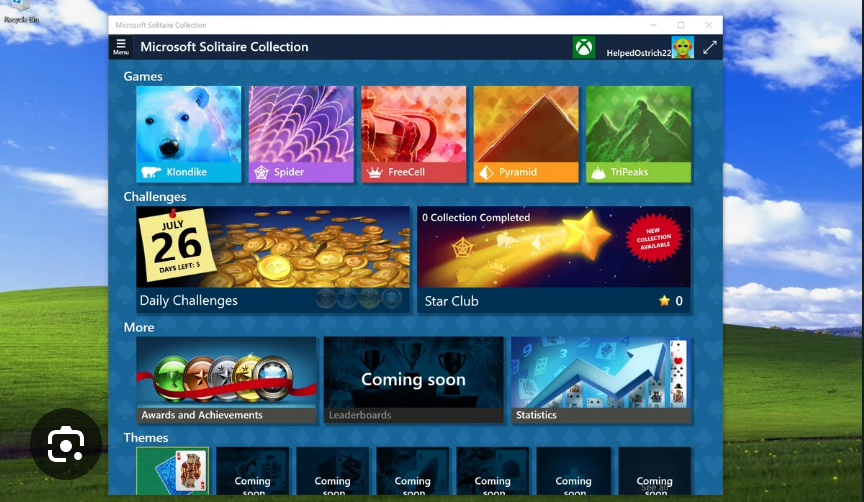 Recycle Bin
Microsoft Solitaire Collection
Menu
Microsoft Solitaire Collection
HelpedOstrich22
Games
Klondike
Spider
FreeCell
Pyramid
TriPeaks
Challenges
JULY
26
DAYS LEFT: 5
Daily Challenges
0 Collection Completed
NEW
COLLECTION
AVAILABLE
Star Club
0
More
Awards and Achievements
Coming soon
Leaderboards
Statistics
Themes
Coming
soon
Coming
soon
Coming
soon
Coming
soon
Coming
soon
Coming
soon
See all